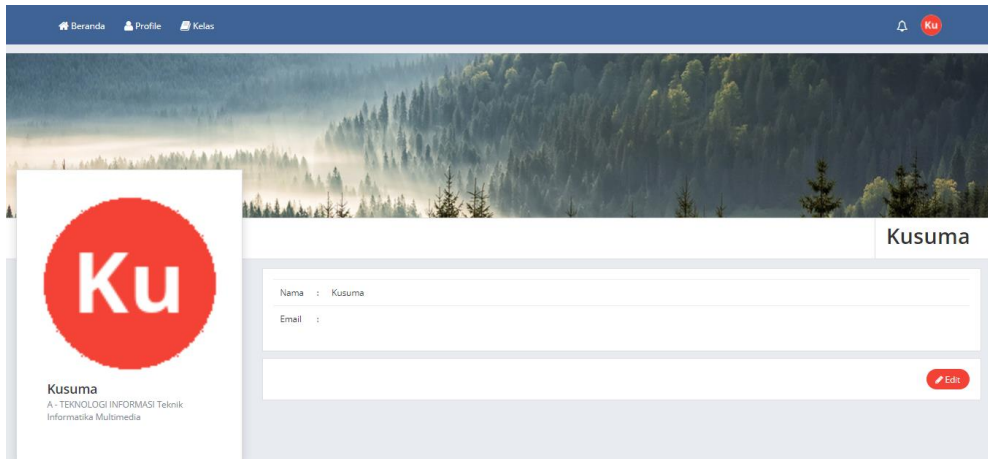 Beranda Profile Kelas Ku
Kusuma
Ku
Nama : Kusuma
Email :
Edit
Kusuma
A - TEKNOLOGI INFORMASI Teknik
Informatika Multimedia